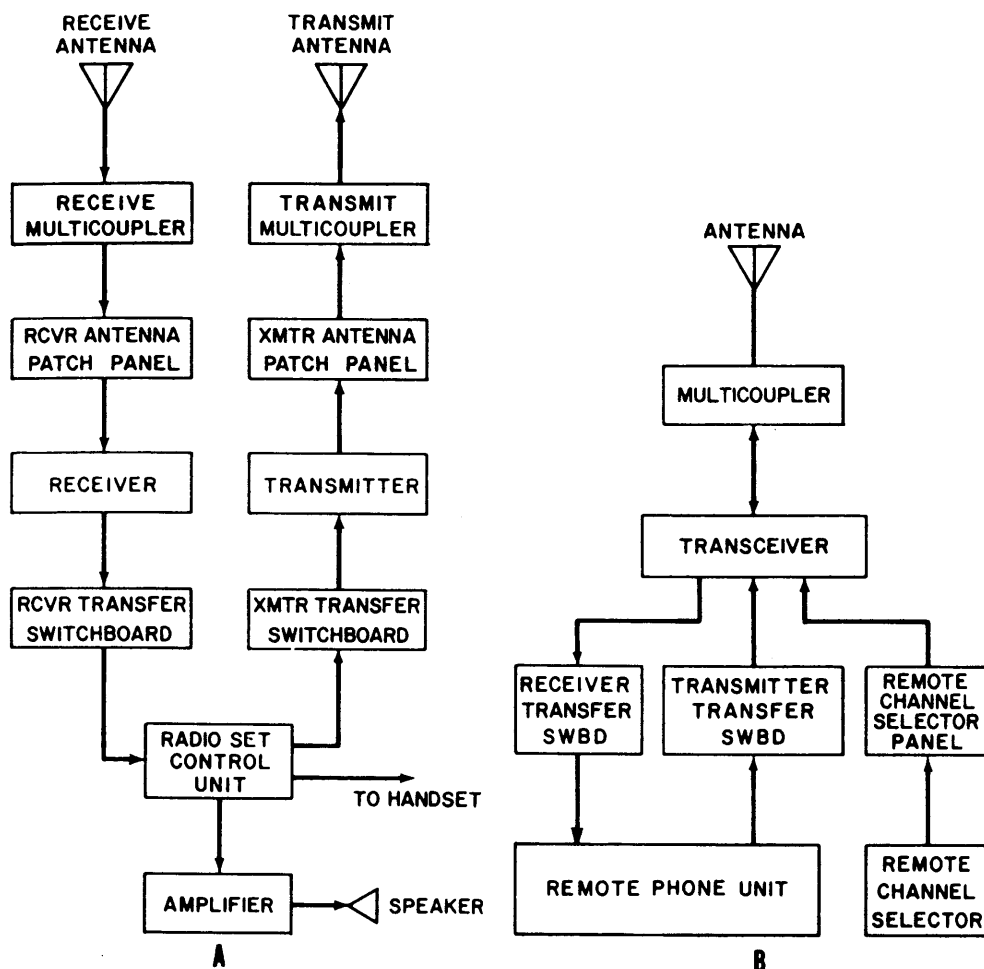 RECEIVE
ANTENNA
TRANSMIT
ANTENNA
RECEIVE
MULTICOUPLER
TRANSMIT
MULTICOUPLER
RCVR ANTENNA
PATCH PANEL
XMTR ANTENNA
PATCH PANEL
RECEIVER
TRANSMITTER
RCVR TRANSFER
SWITCHBOARD
XMTR TRANSFER
SWITCHBOARD
RADIO SET
CONTROL
UNIT
TO HANDSET
AMPLIFIER
SPEAKER
A
ANTENNA
MULTICOUPLER
TRANSCEIVER
RECEIVER
TRANSFER
SWBD
TRANSMITTER
TRANSFER
SWBD
REMOTE
CHANNEL
SELECTOR
PANEL
REMOTE PHONE UNIT
REMOTE
CHANNEL
SELECTOR
B